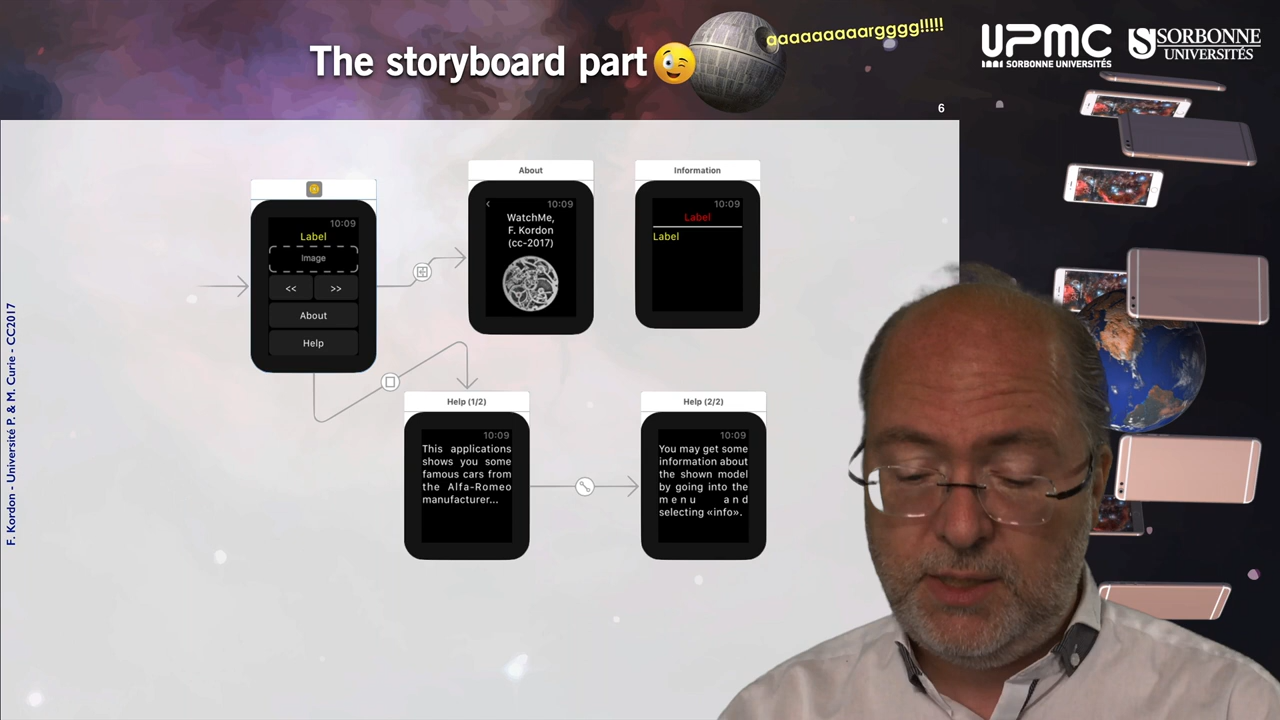 The storyboard part
aaaaaaaaargggg!!!!!
UPMC
SORBONNE UNIVERSITÉS
SORBONNE
UNIVERSITÉS
6
F. Kordon - Université P. & M. Curie - CC2017
10:09
Label
Image
<<
>>
About
Help
About
< 10:09
WatchMe,
F. Kordon
(cc-2017)
Information
10:09
Label
Label
Help (1/2)
10:09
This applications
shows you some
famous cars from
the Alfa-Romeo
manufacturer...
Help (2/2)
10:09
You may get some
information about
the shown model
by going into the
menu and
selecting «info».